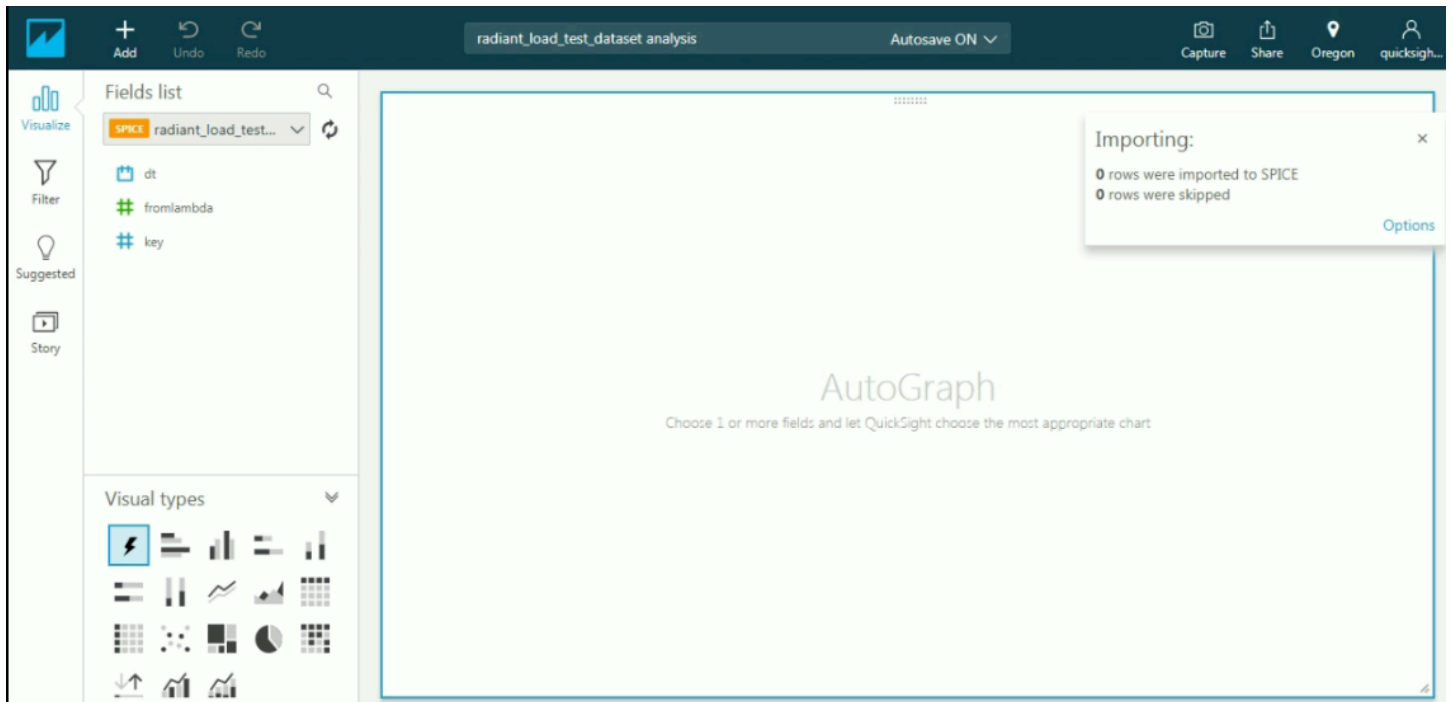 Add
Undo
Redo
radiant_load_test_dataset analysis
Autosave ON
Capture
Share
Oregon
quicksigh...
Visualize
Filter
Suggested
Story
Fields list
SPICE radiant_load_test...
dt
fromlambda
key
Visual types
AutoGraph
Choose 1 or more fields and let QuickSight choose the most appropriate chart
Importing:
0 rows were imported to SPICE
0 rows were skipped
Options